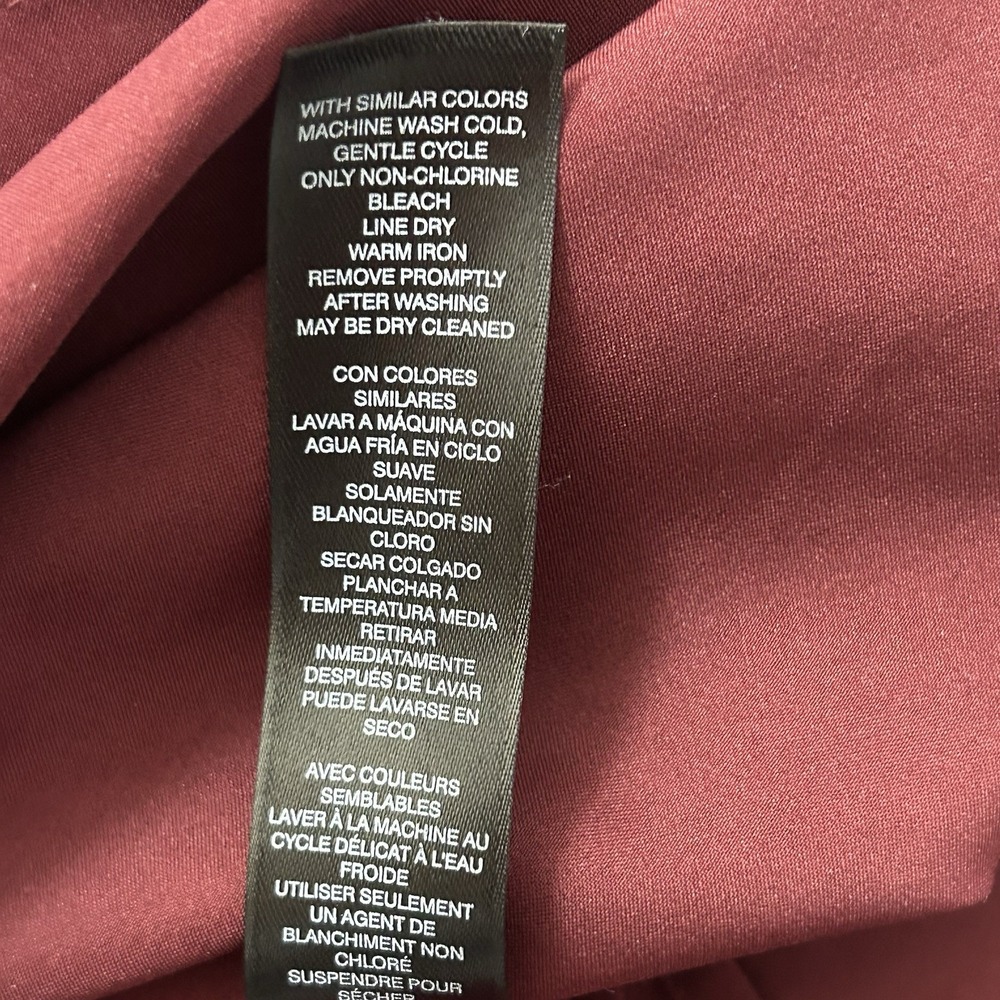 WITH SIMILAR COLORS
MACHINE WASH COLD,
GENTLE CYCLE
ONLY NON-CHLORINE
BLEACH
LINE DRY
WARM IRON
REMOVE PROMPTLY
AFTER WASHING
MAY BE DRY CLEANED
CON COLORES
SIMILARES
LAVAR A MÁQUINA CON
AGUA FRÍA EN CICLO
SUAVE
SOLAMENTE
BLANQUEADOR SIN
CLORO
SECAR COLGADO
PLANCHAR A
TEMPERATURA MEDIA
RETIRAR
INMEDIATAMENTE
DESPUÉS DE LAVAR
PUEDE LAVARSE EN
SECO
AVEC COULEURS
SEMBLABLES
LAVER À LA MACHINE AU
CYCLE DÉLICAT À L'EAU
FROIDE
UTILISER SEULEMENT
UN AGENT DE
BLANCHIMENT NON
CHLORÉ
SUSPENDRE POUR
SÉCHER